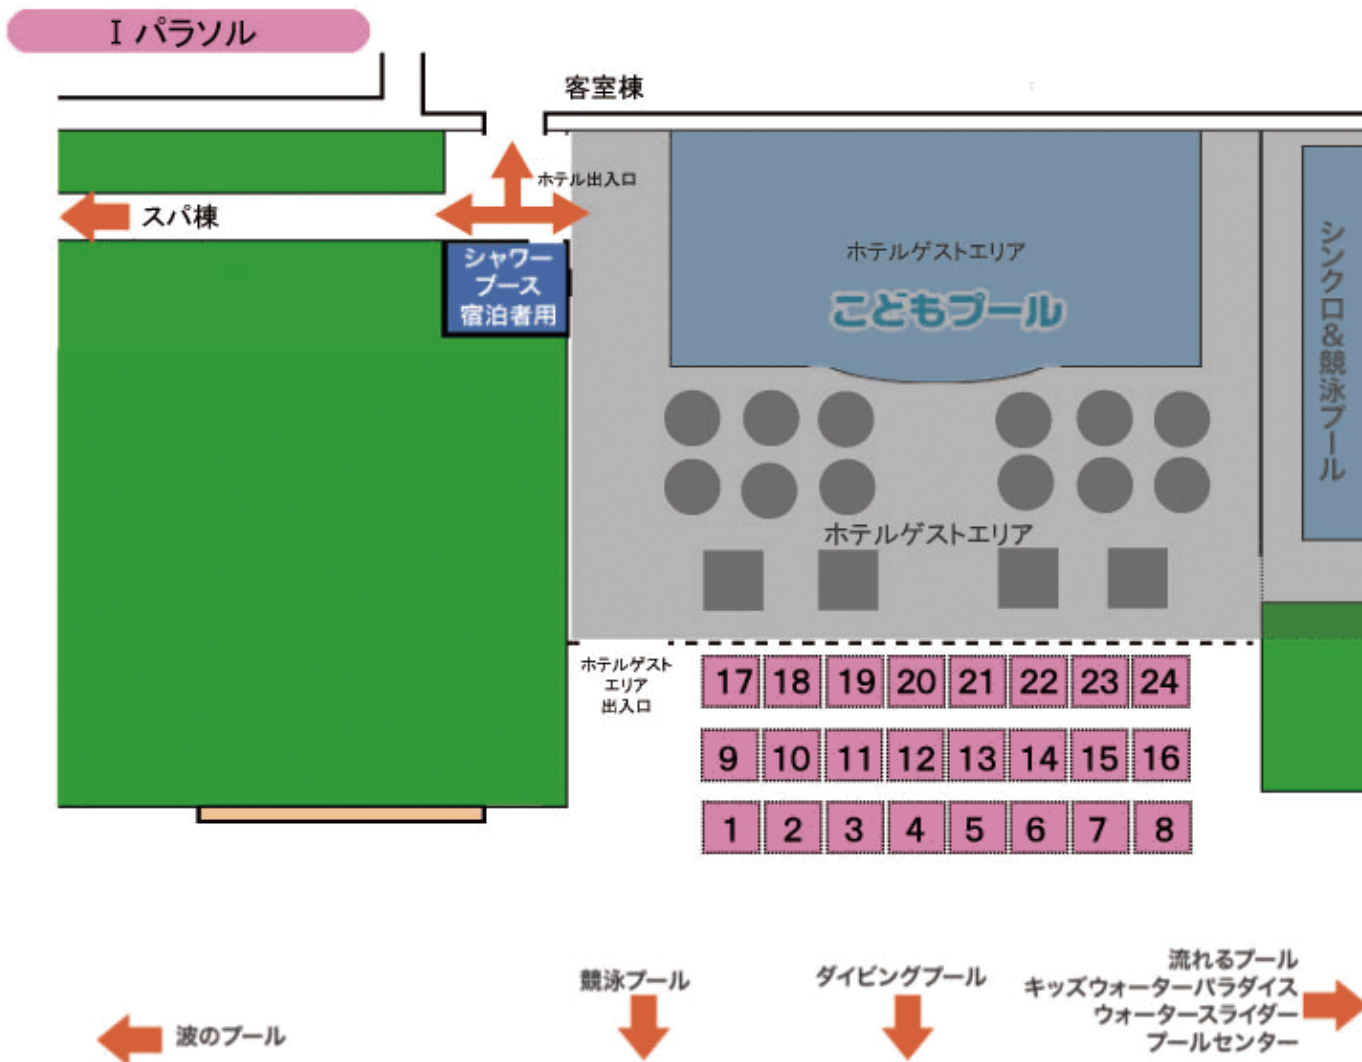 I パラソル
客室棟
ホテル出入口
スパ棟
シャワー
ブース
宿泊者用
ホテルゲストエリア
こどもプール
シンクロ&競泳プール
ホテルゲストエリア
ホテルゲスト
エリア
出入口
17 18 19 20 21 22 23 24
9 10 11 12 13 14 15 16
1 2 3 4 5 6 7 8
競泳プール
ダイビングプール
流れるプール
キッズウォーターパラダイス
ウォータースライダー
プールセンター
波のプール